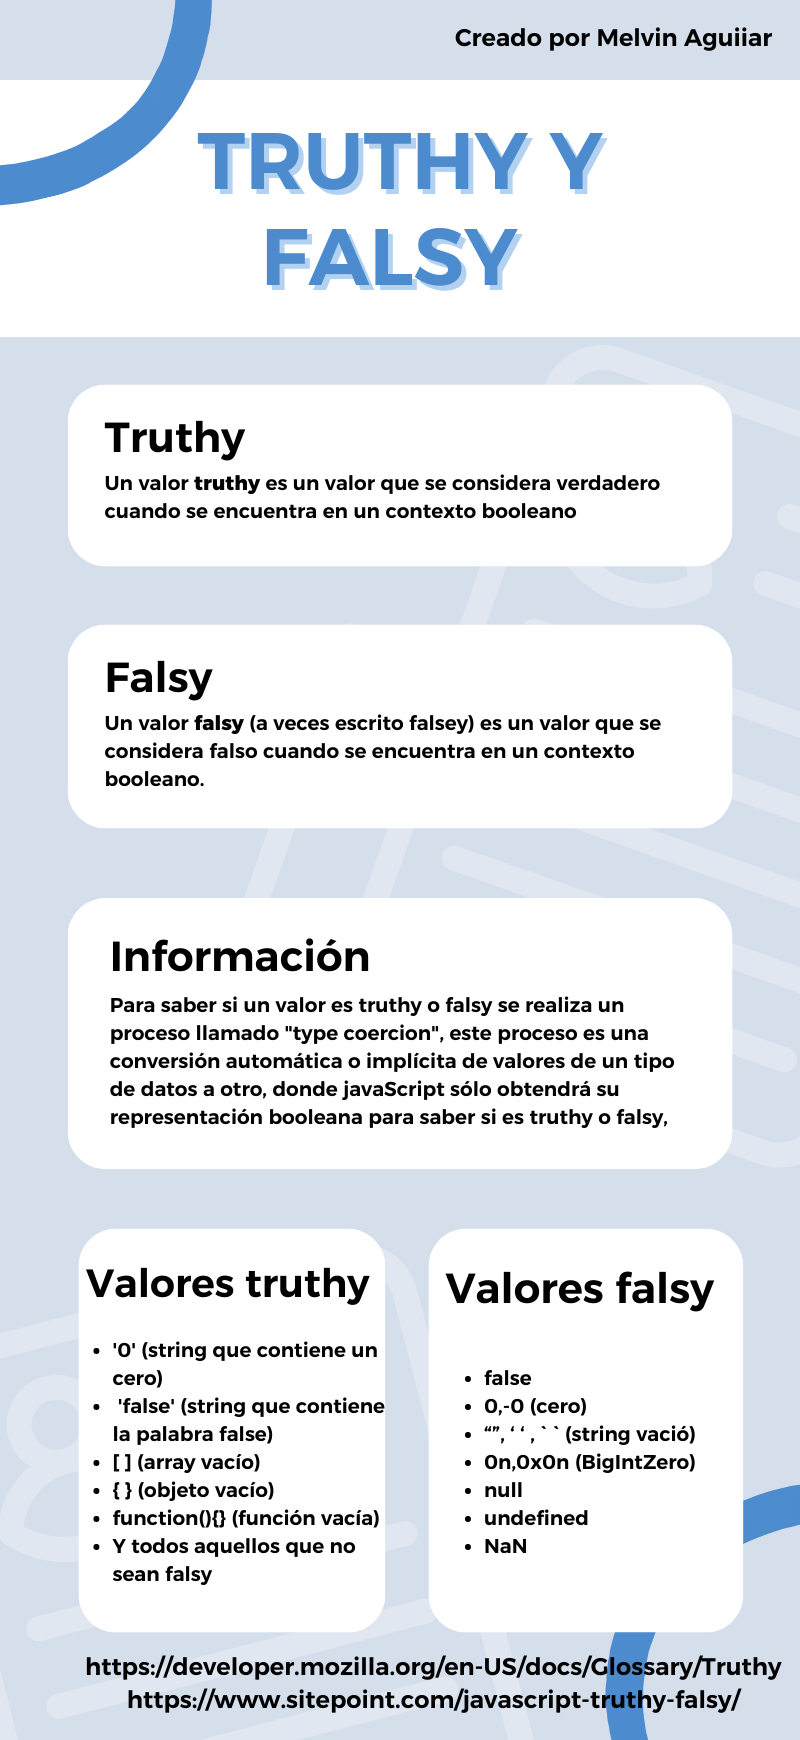 Creado por Melvin Aguiiar
TRUTHY Y
FALSY
Truthy
Un valor truthy es un valor que se considera verdadero
cuando se encuentra en un contexto booleano
Falsy
Un valor falsy (a veces escrito falsey) es un valor que se
considera falso cuando se encuentra en un contexto
booleano.
Información
Para saber si un valor es truthy o falsy se realiza un
proceso llamado "type coercion", este proceso es una
conversión automática o implícita de valores de un tipo
de datos a otro, donde javaScript sólo obtendrá su
representación booleana para saber si es truthy o falsy,
Valores truthy
• '0' (string que contiene un
cero)
• 'false' (string que contiene
la palabra false)
• [ ] (array vacío)
• { } (objeto vacío)
• function(){} (función vacía)
• Y todos aquellos que no
sean falsy
Valores falsy
• false
• 0,-0 (cero)
• “”, ‘ ‘ , ` ` (string vació)
• 0n,0x0n (BigIntZero)
• null
• undefined
• NaN
https://developer.mozilla.org/en-US/docs/Glossary/Truthy
https://www.sitepoint.com/javascript-truthy-falsy/